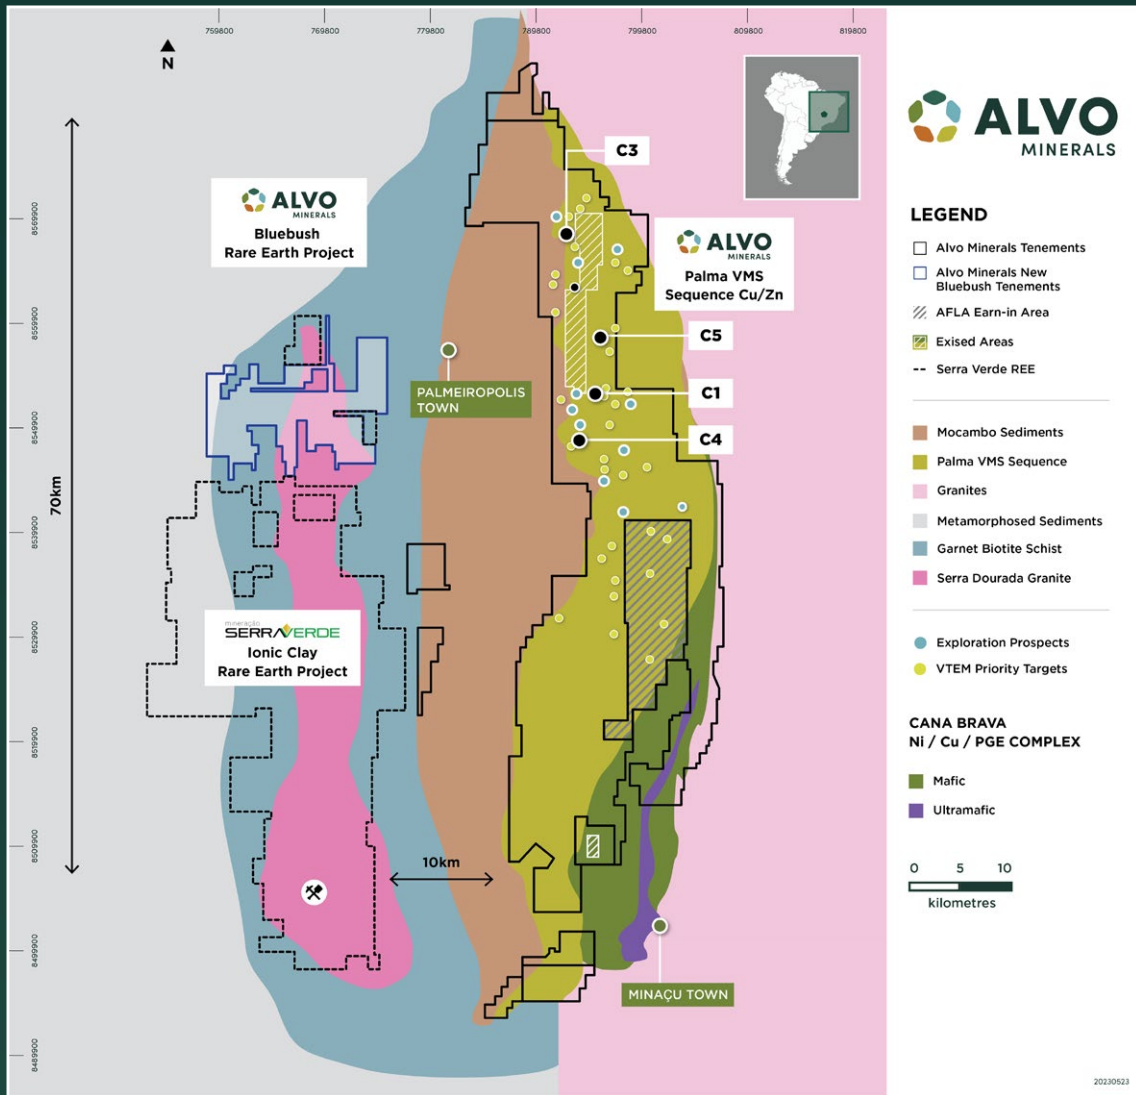 759800
769800
779800
789800
799800
809800
819800
N
8569900
8559900
8549900
8539900
8529900
8519900
8509900
8499900
8489900
70km
ALVO
MINERALS
Bluebush
Rare Earth Project
C3
ALVO
MINERALS
Palma VMS
Sequence Cu/Zn
C5
C1
C4
PALMEIROPOLIS
TOWN
mineração
SERRAVERDE
Ionic Clay
Rare Earth Project
10km
MINAÇU TOWN
ALVO
MINERALS
LEGEND
Alvo Minerals Tenements
Alvo Minerals New
Bluebush Tenements
AFLA Earn-in Area
Exised Areas
Serra Verde REE
Mocambo Sediments
Palma VMS Sequence
Granites
Metamorphosed Sediments
Garnet Biotite Schist
Serra Dourada Granite
Exploration Prospects
VTEM Priority Targets
CANA BRAVA
Ni / Cu / PGE COMPLEX
Mafic
Ultramafic
0 5 10
kilometres
20230523